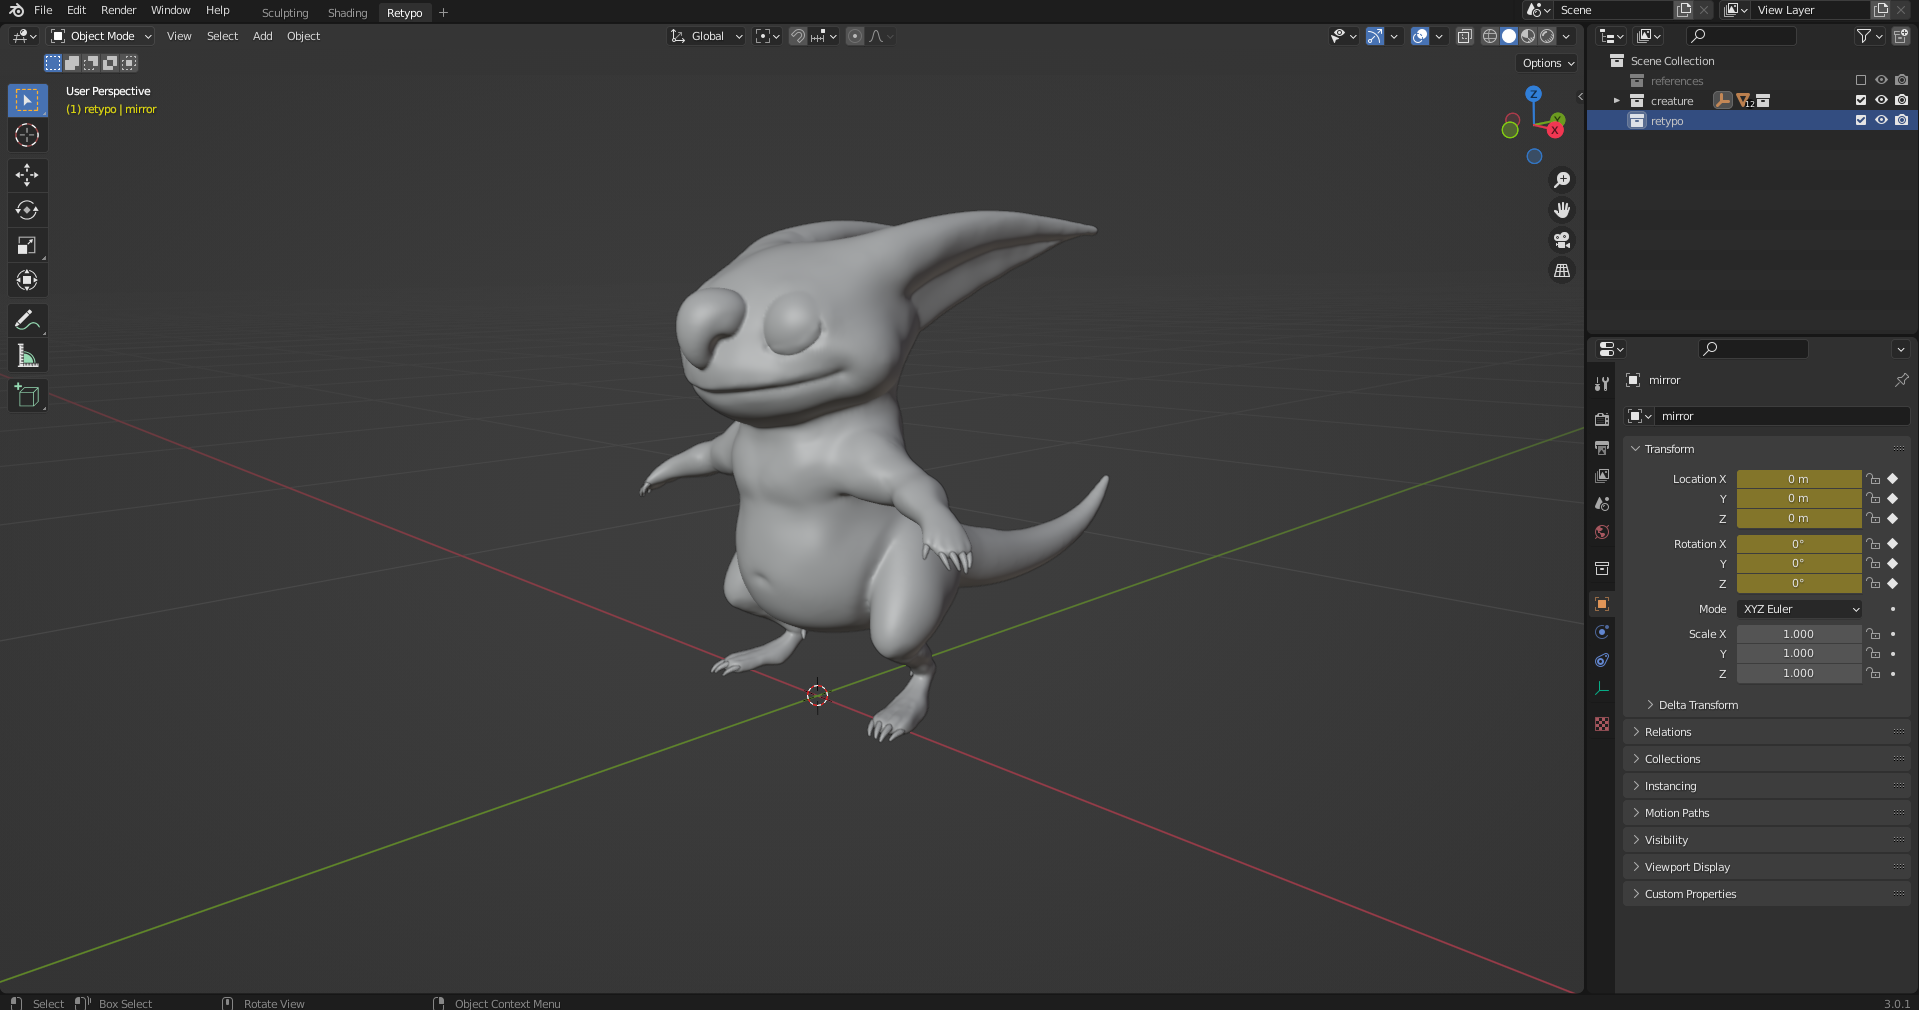 File Edit Render Window Help Sculpting Shading Retypo + Scene View Layer
Object Mode View Select Add Object Global
Options
User Perspective
(1) retypo | mirror
Z
Y
X
Scene Collection
references
creature 12
retypo
mirror
mirror
Transform
Location X 0 m
Y 0 m
Z 0 m
Rotation X 0°
Y 0°
Z 0°
Mode XYZ Euler
Scale X 1.000
Y 1.000
Z 1.000
Delta Transform
Relations
Collections
Instancing
Motion Paths
Visibility
Viewport Display
Custom Properties
Select Box Select Rotate View Object Context Menu 3.0.1